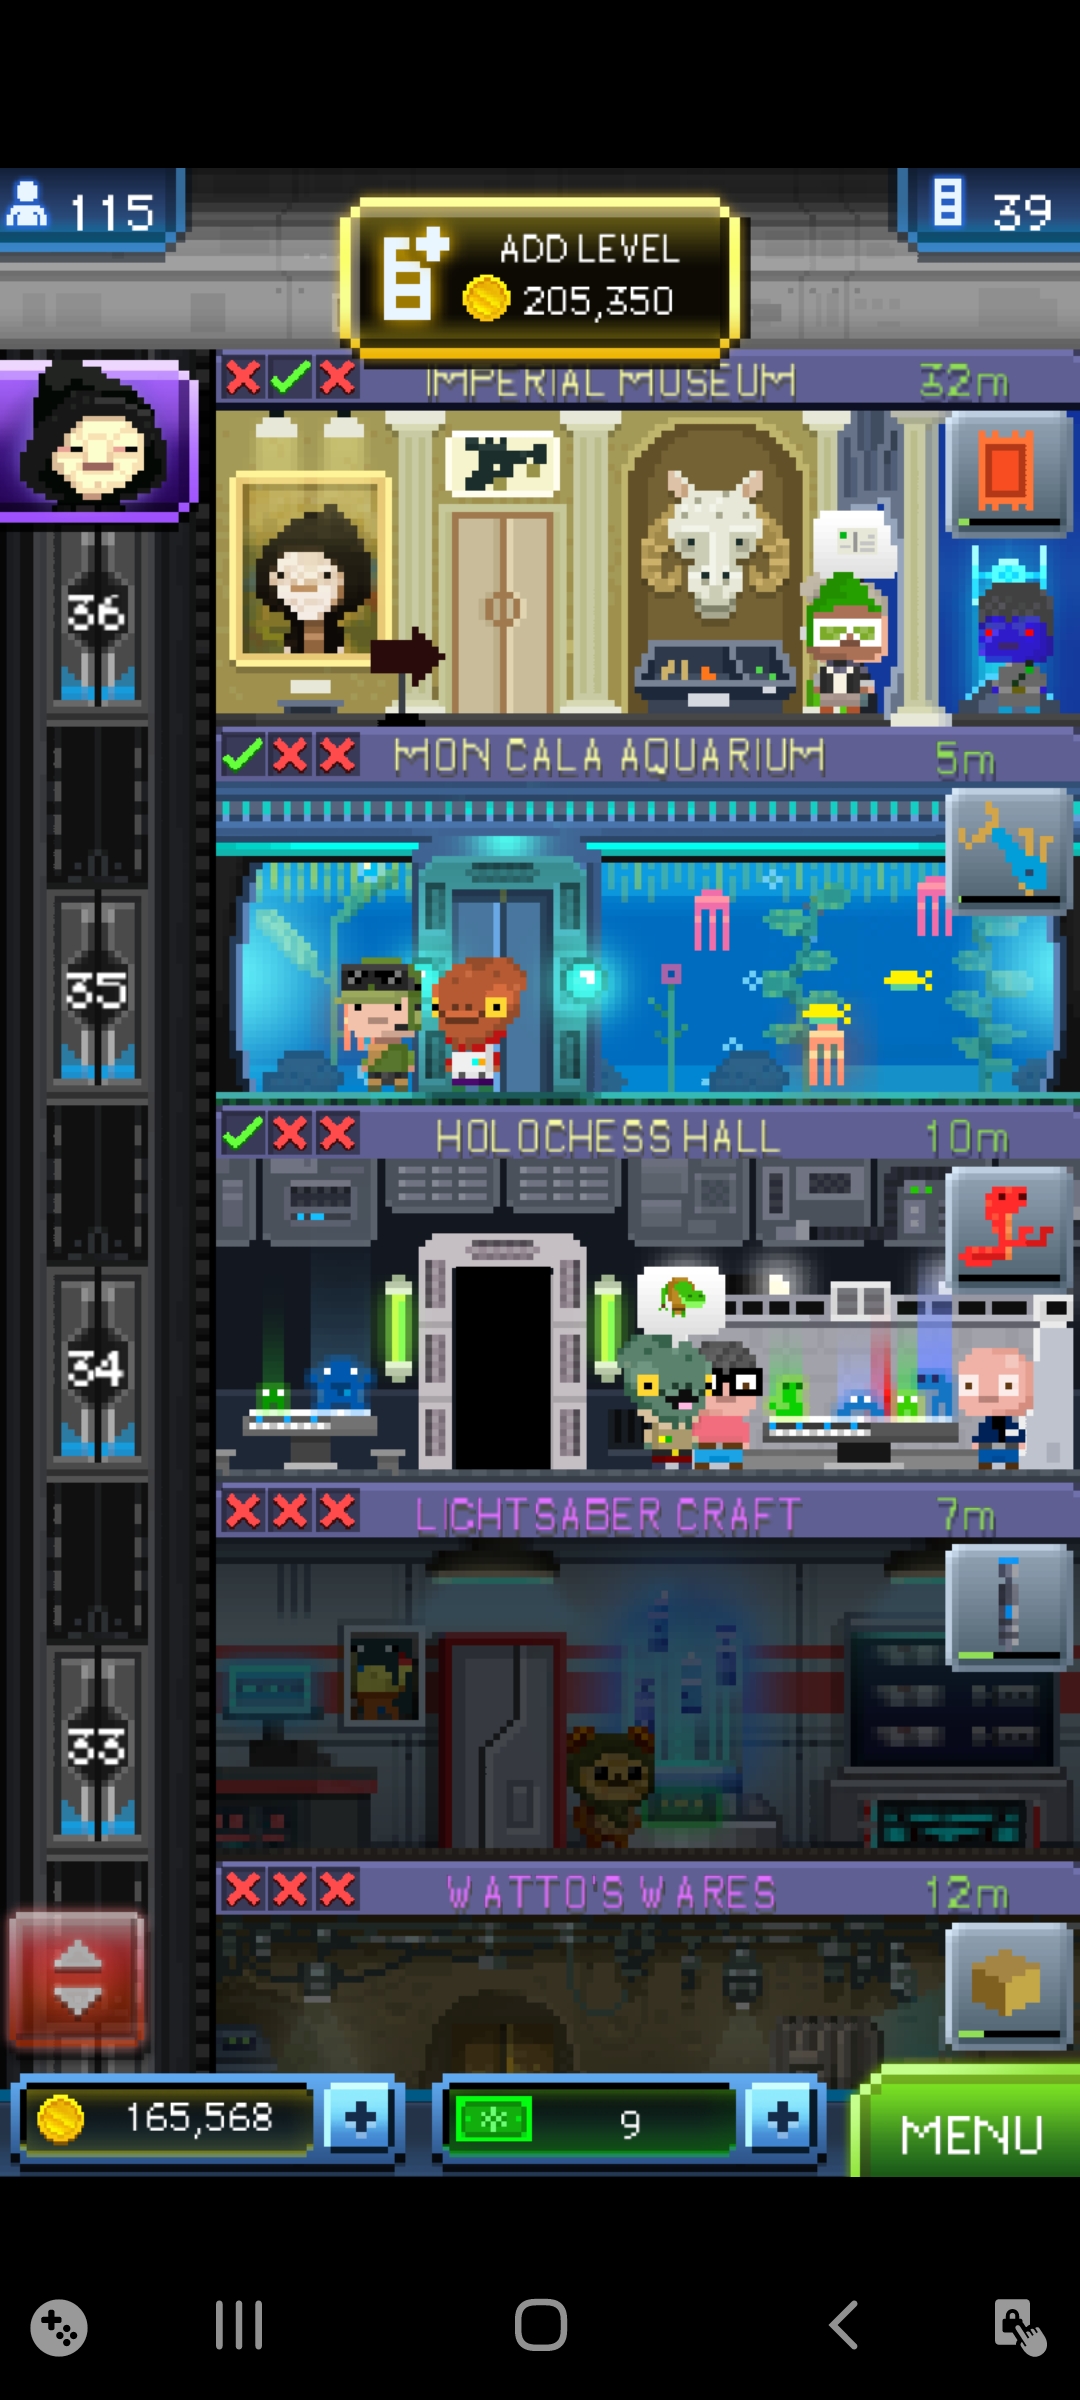 115
ADD LEVEL
205,350
39
IMPERIAL MUSEUM 32m
36
MON CALA AQUARIUM 5m
35
HOLOCHESS HALL 10m
34
LIGHTSABER CRAFT 7m
33
WATTO'S WARES 12m
165,568
9
MENU